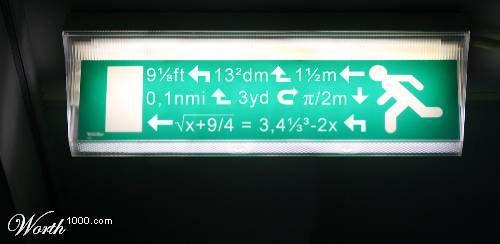 9⅛ft ↰ 13²dm ⬑ 1½m ←
0,1nmi ⬑ 3yd ⊃ π/2m ↓
← √x+9/4 = 3,4⅓³-2x ↰
Worth1000.com